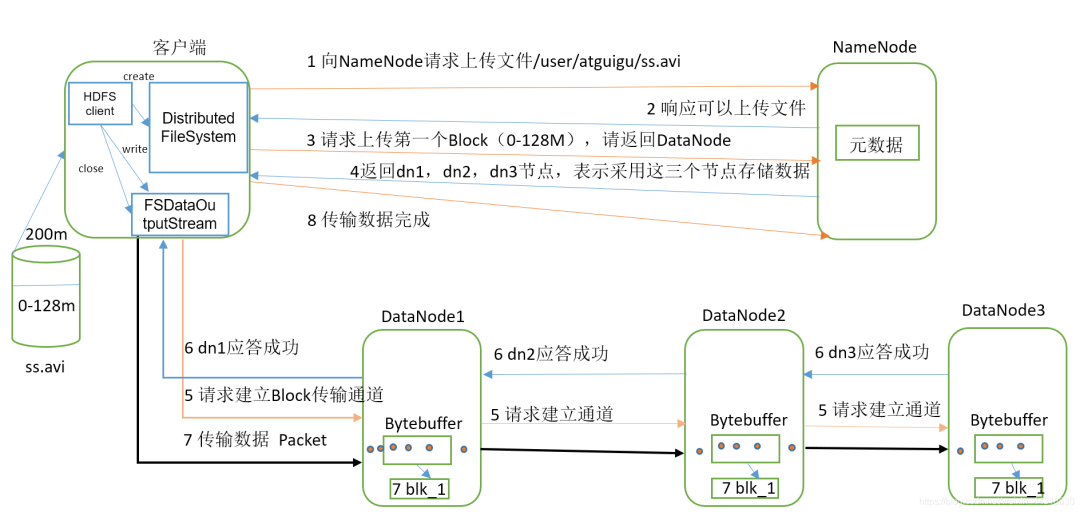 客户端
NameNode
1 向NameNode请求上传文件/user/atguigu/ss.avi
create
HDFS
client
Distributed
FileSystem
2 响应可以上传文件
元数据
3 请求上传第一个Block（0-128M），请返回DataNode
write
close
4返回dn1，dn2，dn3节点，表示采用这三个节点存储数据
FSDataOu
tputStream
8 传输数据完成
200m
0-128m
ss.avi
DataNode1
DataNode2
DataNode3
6 dn1应答成功
6 dn2应答成功
6 dn3应答成功
5 请求建立Block传输通道
5 请求建立通道
5 请求建立通道
7 传输数据 Packet
Bytebuffer
Bytebuffer
Bytebuffer
7 blk_1
7 blk_1
7 blk_1